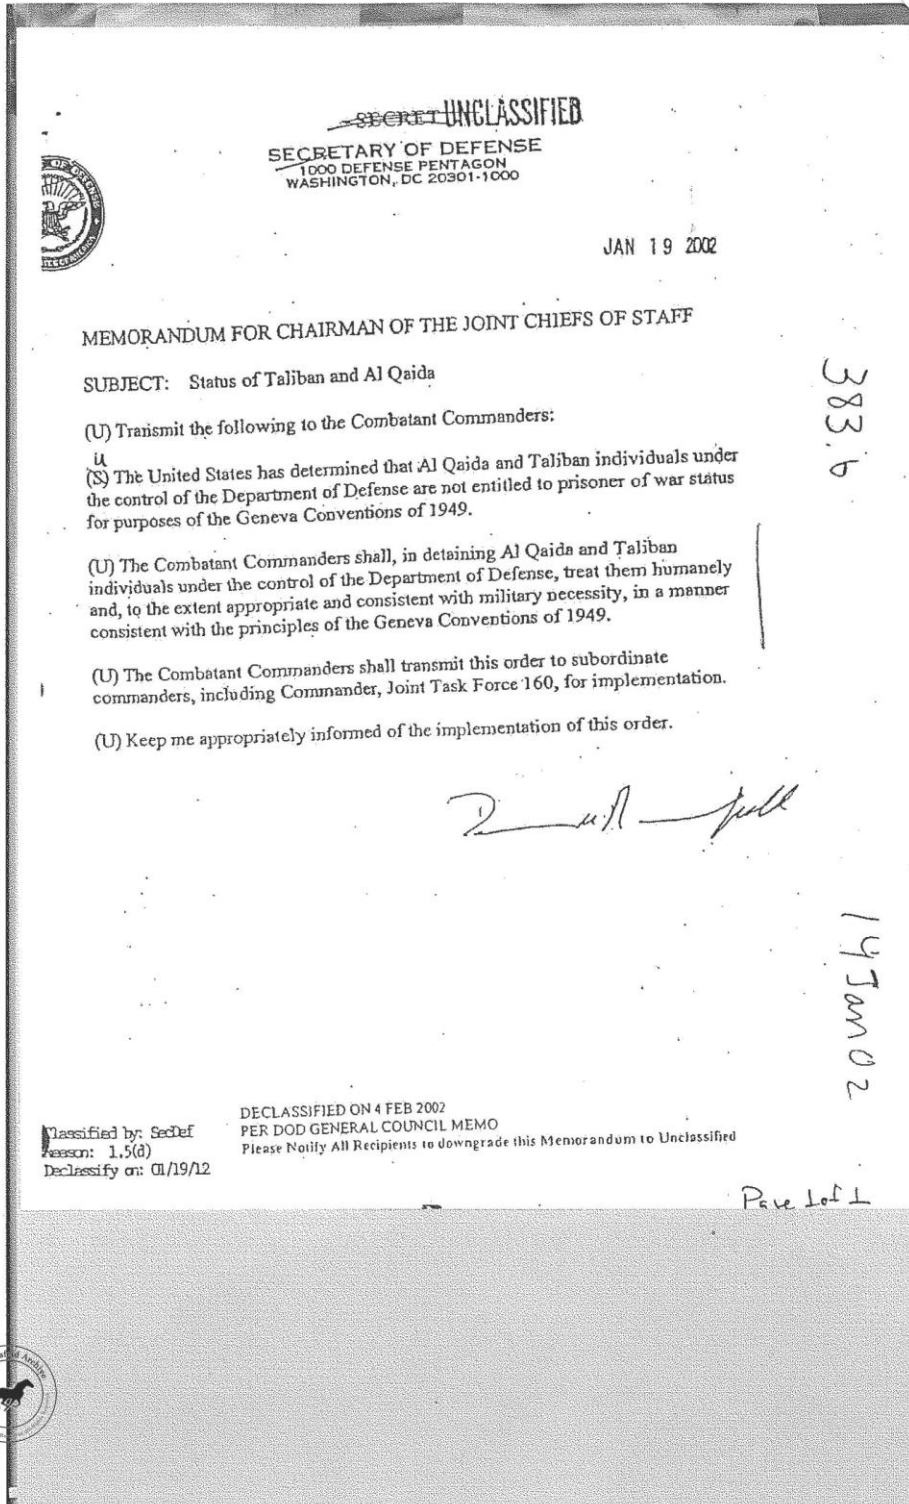 SECRET UNCLASSIFIED
SECRETARY OF DEFENSE
1000 DEFENSE PENTAGON
WASHINGTON, DC 20301-1000
JAN 19 2002
MEMORANDUM FOR CHAIRMAN OF THE JOINT CHIEFS OF STAFF
SUBJECT: Status of Taliban and Al Qaida
(U) Transmit the following to the Combatant Commanders:
u
(S) The United States has determined that Al Qaida and Taliban individuals under
the control of the Department of Defense are not entitled to prisoner of war status
for purposes of the Geneva Conventions of 1949.
(U) The Combatant Commanders shall, in detaining Al Qaida and Taliban
individuals under the control of the Department of Defense, treat them humanely
and, to the extent appropriate and consistent with military necessity, in a manner
consistent with the principles of the Geneva Conventions of 1949.
(U) The Combatant Commanders shall transmit this order to subordinate
commanders, including Commander, Joint Task Force 160, for implementation.
(U) Keep me appropriately informed of the implementation of this order.
383.6
19 Jan 02
Classified by: SecDef
Reason: 1.5(d)
Declassify on: 01/19/12
DECLASSIFIED ON 4 FEB 2002
PER DOD GENERAL COUNCIL MEMO
Please Notify All Recipients to downgrade this Memorandum to Unclassified
Page 1 of 1